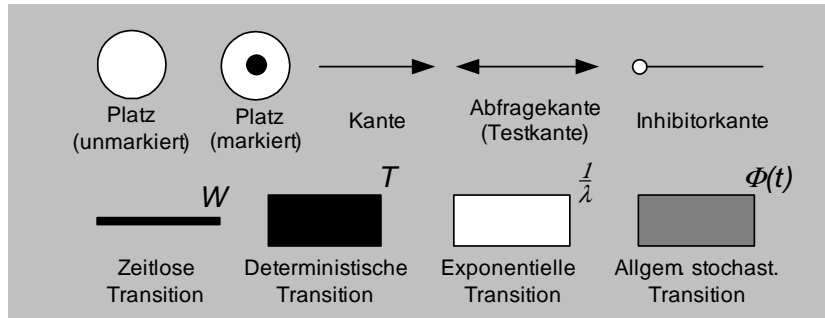 Platz
(unmarkiert)
Platz
(markiert)
Kante
Abfragekante
(Testkante)
Inhibitorkante
W
Zeitlose
Transition
T
Deterministische
Transition
1/λ
Exponentielle
Transition
Φ(t)
Allgem. stochast.
Transition